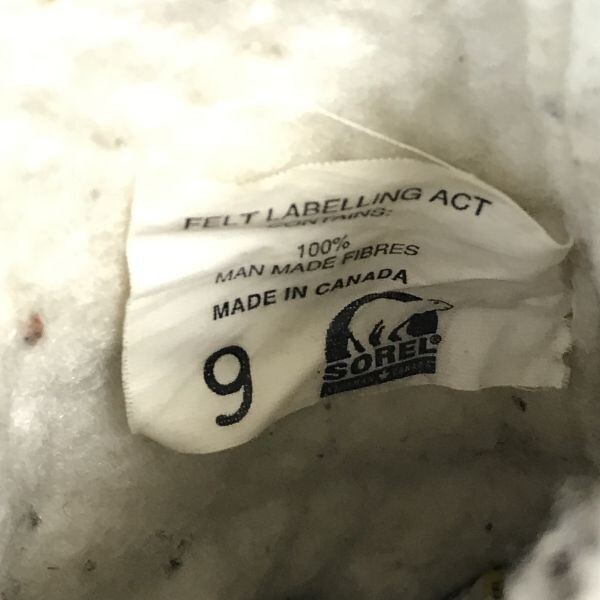 FELT LABELLING ACT
CONTAINS:
100%
MAN MADE FIBRES
MADE IN CANADA
9
SOREL®